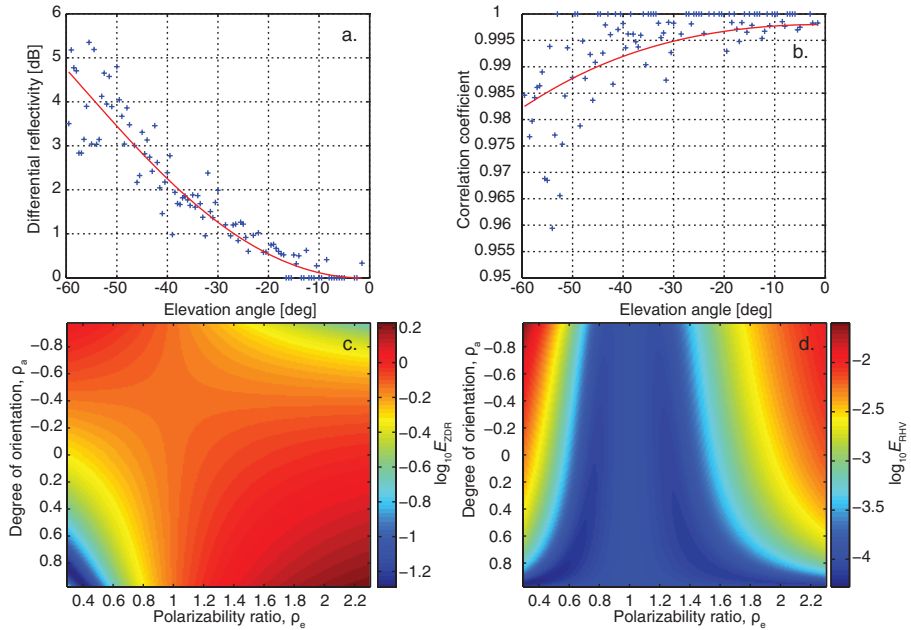 a.
6
5
4
3
2
1
0
Differential reflectivity [dB]
-60 -50 -40 -30 -20 -10 0
Elevation angle [deg]
b.
1
0.995
0.99
0.985
0.98
0.975
0.97
0.965
0.96
0.955
0.95
Correlation coefficient
-60 -50 -40 -30 -20 -10 0
Elevation angle [deg]
c.
−0.8
−0.6
−0.4
−0.2
0
0.2
0.4
0.6
0.8
Degree of orientation, ρa
0.4 0.6 0.8 1 1.2 1.4 1.6 1.8 2 2.2
Polarizability ratio, ρe
0.2
0
−0.2
−0.4
−0.6
−0.8
−1
−1.2
log10EZDR
d.
−0.8
−0.6
−0.4
−0.2
0
0.2
0.4
0.6
0.8
Degree of orientation, ρa
0.4 0.6 0.8 1 1.2 1.4 1.6 1.8 2 2.2
Polarizability ratio, ρe
−2
−2.5
−3
−3.5
−4
log10ERHV